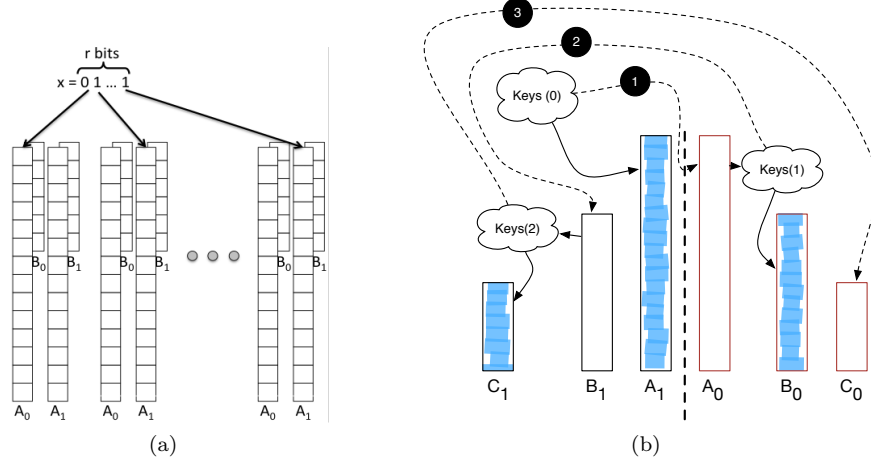 r bits
x = 0 1 ... 1
B0 B1 B0 B1 B0 B1
A0 A1 A0 A1 A0 A1
(a)
3
2
1
Keys (0)
Keys(1)
Keys(2)
C1 B1 A1 A0 B0 C0
(b)